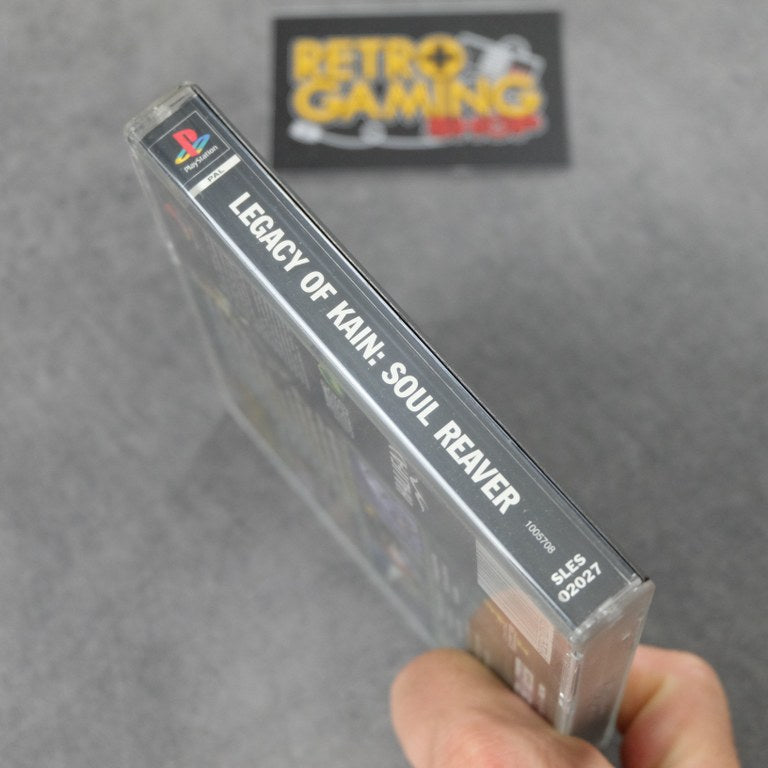 RETRO
GAMING
SHOP
PlayStation
PAL
LEGACY OF KAIN: SOUL REAVER
1005708
SLES
02027